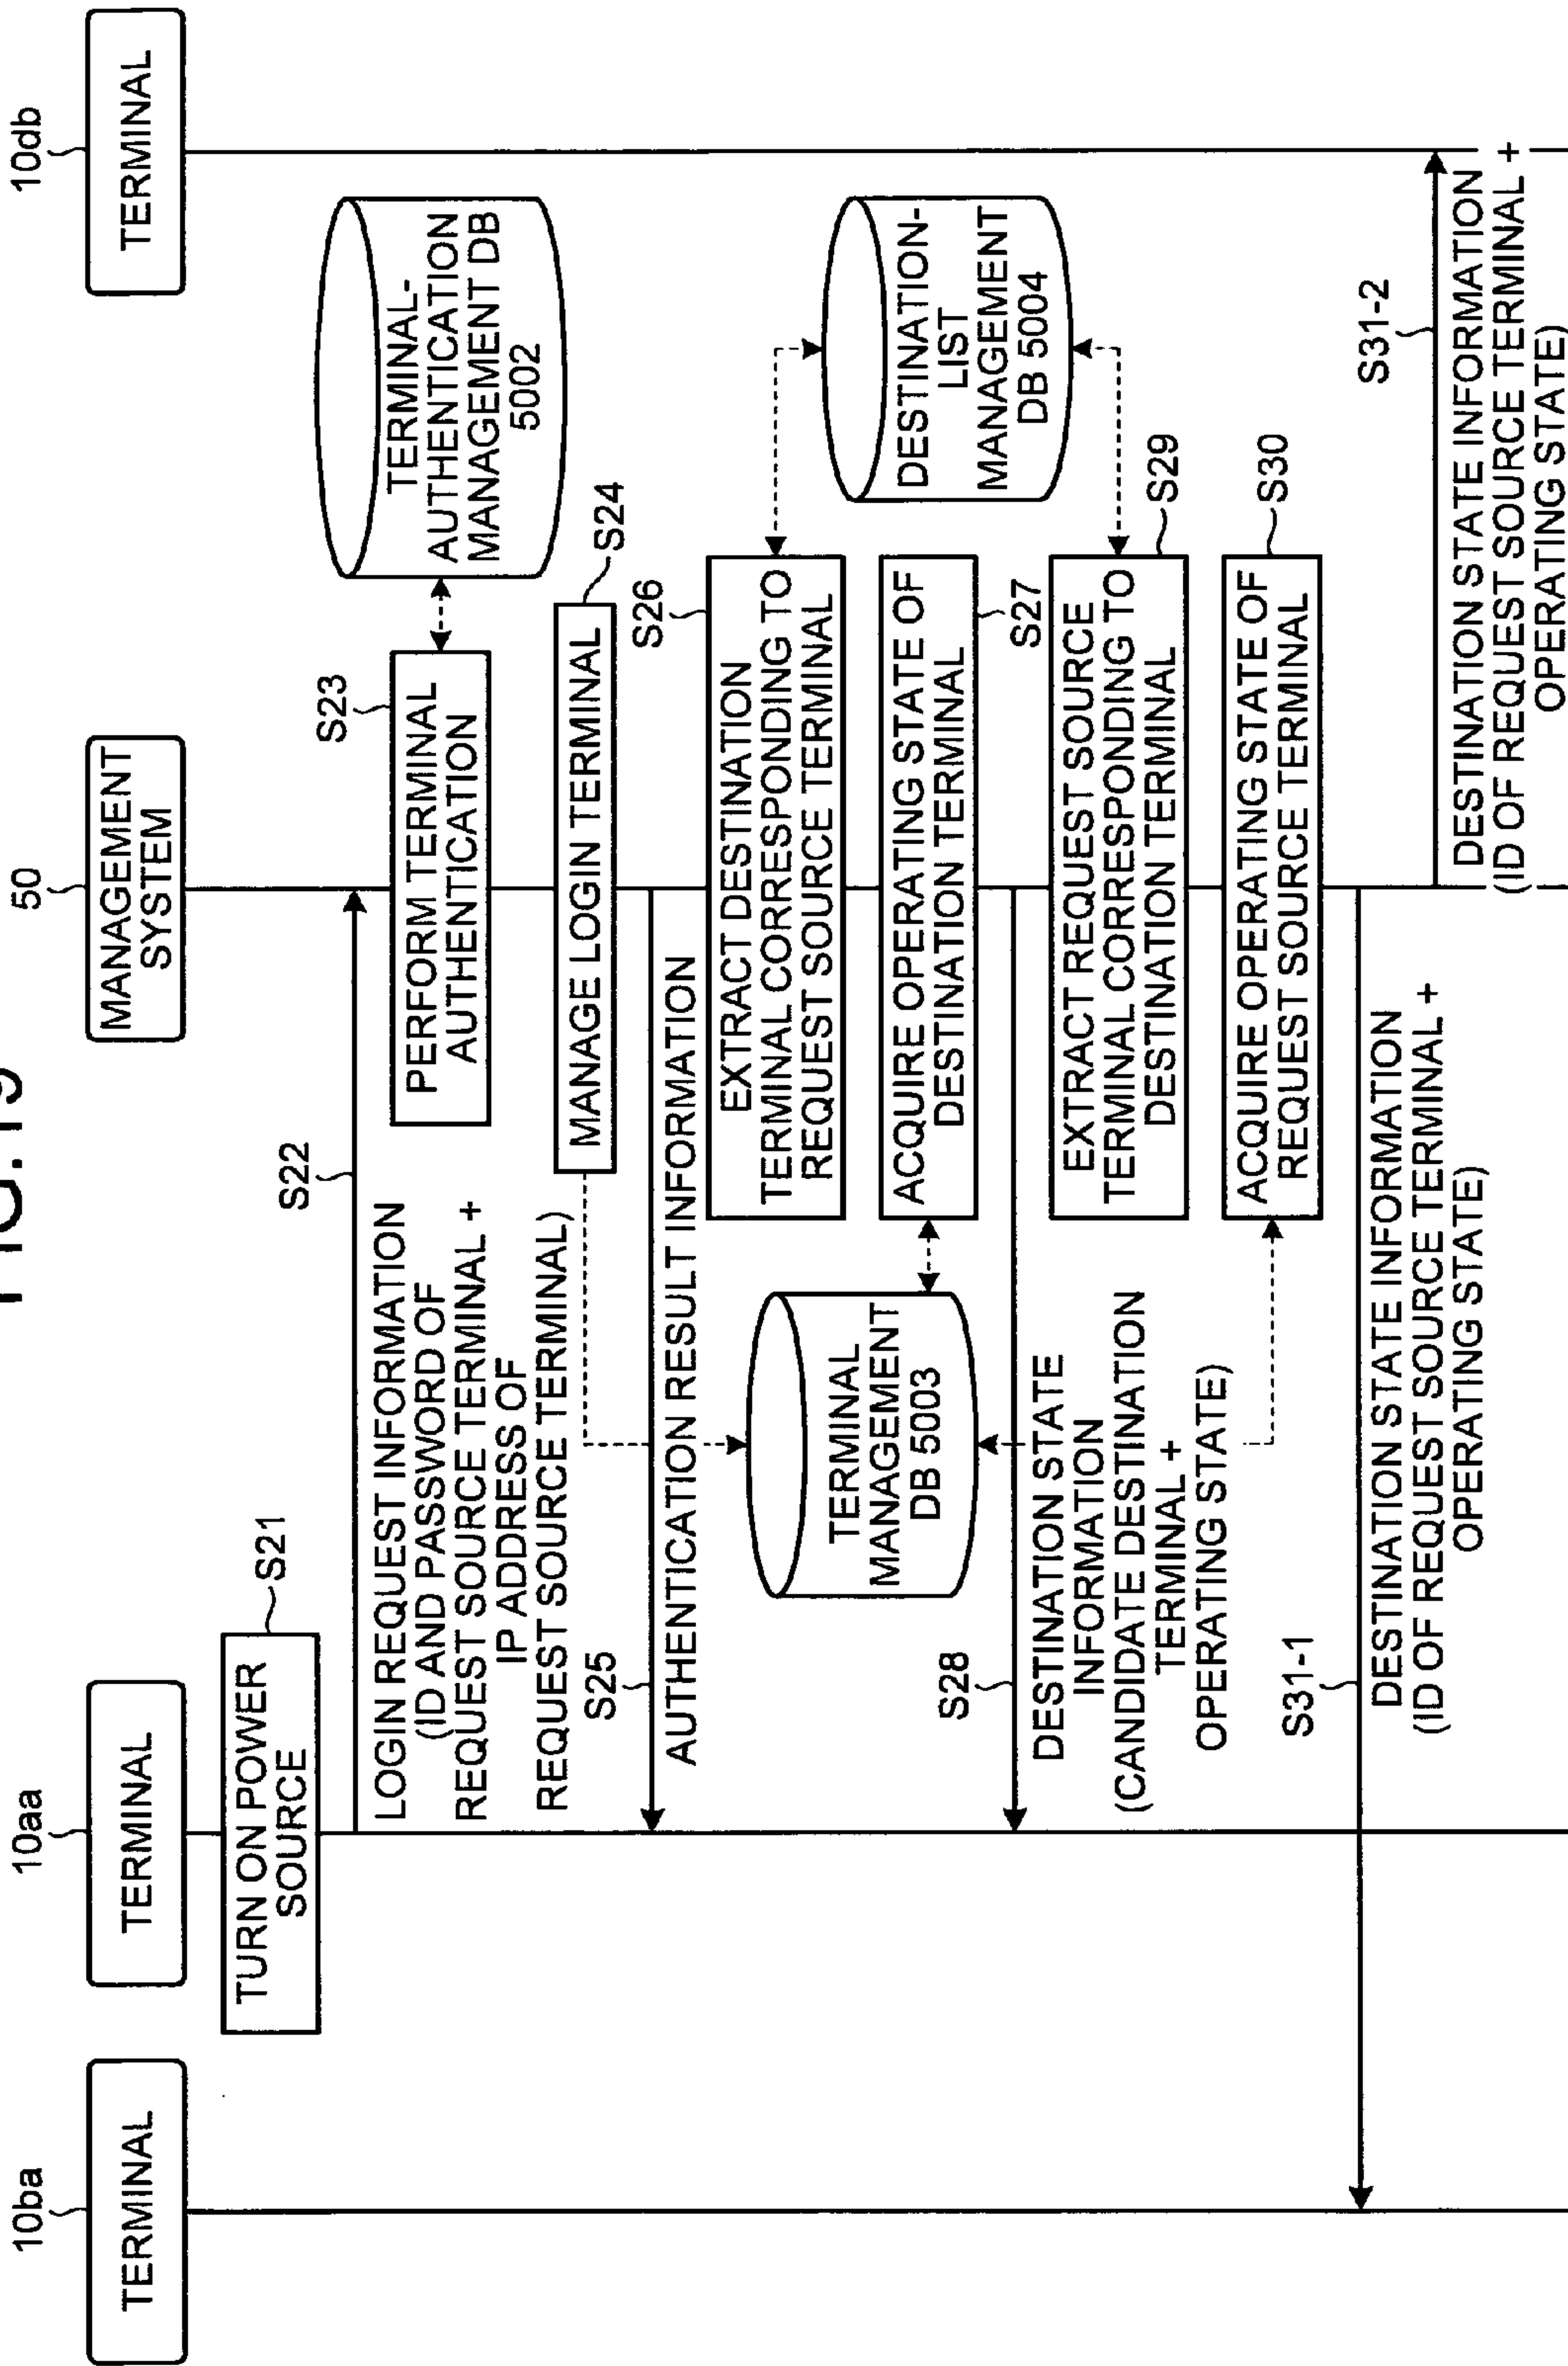 10ba
10aa
50
10db
TERMINAL
TERMINAL
MANAGEMENT
SYSTEM
TERMINAL
TURN ON POWER
SOURCE
S21
S22
LOGIN REQUEST INFORMATION
(ID AND PASSWORD OF
REQUEST SOURCE TERMINAL +
IP ADDRESS OF
REQUEST SOURCE TERMINAL)
S23
PERFORM TERMINAL
AUTHENTICATION
TERMINAL-
AUTHENTICATION
MANAGEMENT DB
5002
S24
MANAGE LOGIN TERMINAL
S25
AUTHENTICATION RESULT INFORMATION
S26
EXTRACT DESTINATION
TERMINAL CORRESPONDING TO
REQUEST SOURCE TERMINAL
DESTINATION-
LIST
MANAGEMENT
DB 5004
TERMINAL
MANAGEMENT
DB 5003
ACQUIRE OPERATING STATE OF
DESTINATION TERMINAL
S27
S28
DESTINATION STATE
INFORMATION
(CANDIDATE DESTINATION
TERMINAL +
OPERATING STATE)
EXTRACT REQUEST SOURCE
TERMINAL CORRESPONDING TO
DESTINATION TERMINAL
S29
ACQUIRE OPERATING STATE OF
REQUEST SOURCE TERMINAL
S30
S31-1
DESTINATION STATE INFORMATION
(ID OF REQUEST SOURCE TERMINAL +
OPERATING STATE)
S31-2
DESTINATION STATE INFORMATION
(ID OF REQUEST SOURCE TERMINAL +
OPERATING STATE)